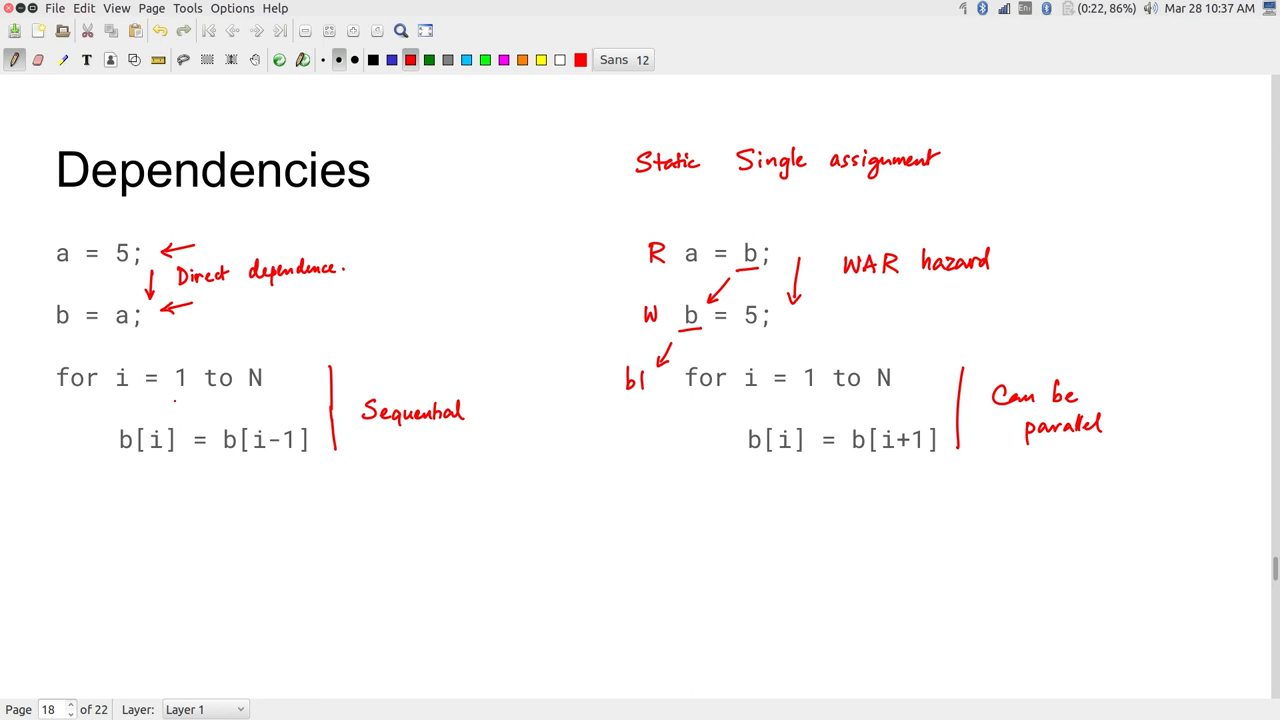 File Edit View Page Tools Options Help
(0:22, 86%) Mar 28 10:37 AM
Sans 12
Dependencies
Static Single assignment
a = 5;
Direct dependence.
b = a;
for i = 1 to N
b[i] = b[i-1]
Sequential
R a = b;
WAR hazard
W b = 5;
b1
for i = 1 to N
b[i] = b[i+1]
Can be
parallel
Page 18 of 22 Layer: Layer 1